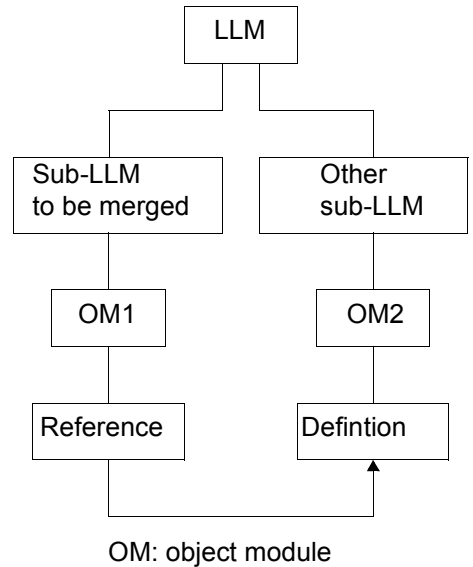 LLM
Sub-LLM
to be merged
Other
sub-LLM
OM1
OM2
Reference
Defintion
OM: object module